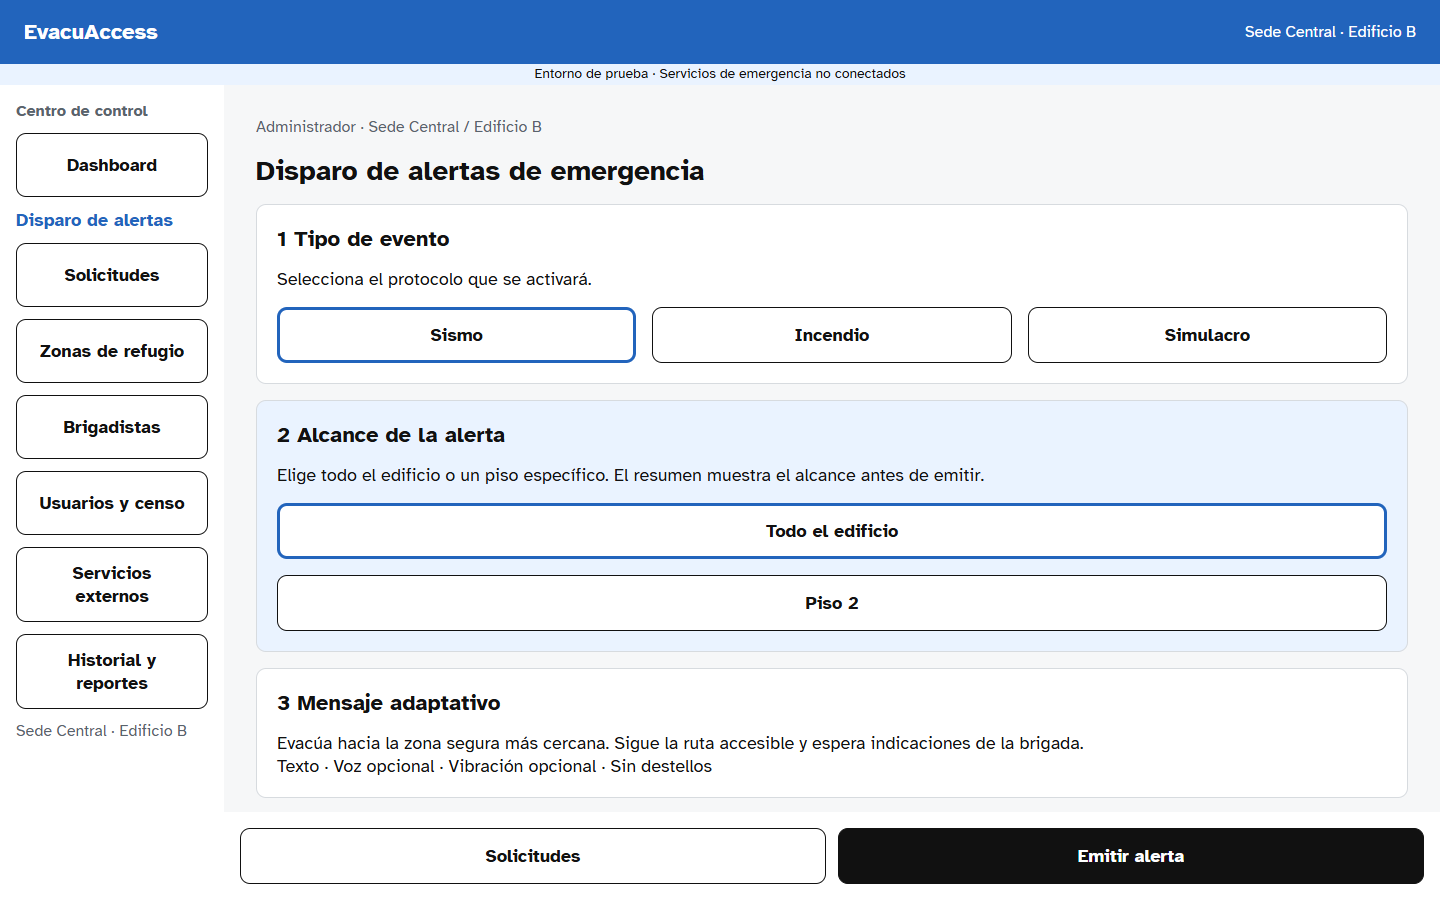 EvacuAccess
Sede Central · Edificio B
Entorno de prueba · Servicios de emergencia no conectados
Centro de control
Dashboard
Disparo de alertas
Solicitudes
Zonas de refugio
Brigadistas
Usuarios y censo
Servicios
externos
Historial y
reportes
Sede Central · Edificio B
Administrador · Sede Central / Edificio B
Disparo de alertas de emergencia
1 Tipo de evento
Selecciona el protocolo que se activará.
Sismo
Incendio
Simulacro
2 Alcance de la alerta
Elige todo el edificio o un piso específico. El resumen muestra el alcance antes de emitir.
Todo el edificio
Piso 2
3 Mensaje adaptativo
Evacúa hacia la zona segura más cercana. Sigue la ruta accesible y espera indicaciones de la brigada.
Texto · Voz opcional · Vibración opcional · Sin destellos
Solicitudes
Emitir alerta